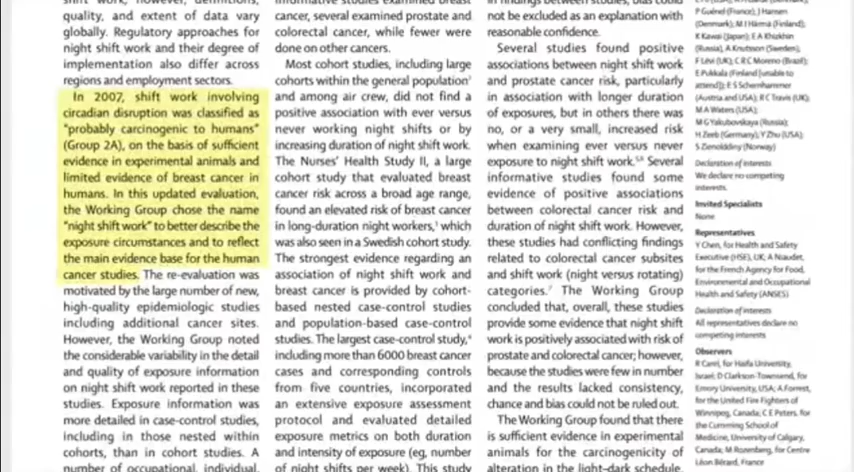 shift work; however, definitions,
quality, and extent of data vary
globally. Regulatory approaches for
night shift work and their degree of
implementation also differ across
regions and employment sectors.
In 2007, shift work involving
circadian disruption was classified as
"probably carcinogenic to humans"
(Group 2A), on the basis of sufficient
evidence in experimental animals and
limited evidence of breast cancer in
humans. In this updated evaluation,
the Working Group chose the name
"night shift work" to better describe the
exposure circumstances and to reflect
the main evidence base for the human
cancer studies. The re-evaluation was
motivated by the large number of new,
high-quality epidemiologic studies
including additional cancer sites.
However, the Working Group noted
the considerable variability in the detail
and quality of exposure information
on night shift work reported in these
studies. Exposure information was
more detailed in case-control studies,
including in those nested within
cohorts, than in cohort studies. A
number of occupational, individual,
informative studies examined breast
cancer, several examined prostate and
colorectal cancer, while fewer were
done on other cancers.
Most cohort studies, including large
cohorts within the general population
and among air crew, did not find a
positive association with ever versus
never working night shifts or by
increasing duration of night shift work.
The Nurses' Health Study II, a large
cohort study that evaluated breast
cancer risk across a broad age range,
found an elevated risk of breast cancer
in long-duration night workers, which
was also seen in a Swedish cohort study.
The strongest evidence regarding an
association of night shift work and
breast cancer is provided by cohort-
based nested case-control studies
and population-based case-control
studies. The largest case-control study,
including more than 6000 breast cancer
cases and corresponding controls
from five countries, incorporated
an extensive exposure assessment
protocol and evaluated detailed
exposure metrics on both duration
and intensity of exposure (eg, number
of night shifts per week). This study
in findings between studies, bias could
not be excluded as an explanation with
reasonable confidence.
Several studies found positive
associations between night shift work
and prostate cancer risk, particularly
in association with longer duration
of exposures, but in others there was
no, or a very small, increased risk
when examining ever versus never
exposure to night shift work. Several
informative studies found some
evidence of positive associations
between colorectal cancer risk and
duration of night shift work. However,
these studies had conflicting findings
related to colorectal cancer subsites
and shift work (night versus rotating)
categories. The Working Group
concluded that, overall, these studies
provide some evidence that night shift
work is positively associated with risk of
prostate and colorectal cancer; however,
because the studies were few in number
and the results lacked consistency,
chance and bias could not be ruled out.
The Working Group found that there
is sufficient evidence in experimental
animals for the carcinogenicity of
alteration in the light-dark schedule.
P Guénel (France); J Hansen
(Denmark); M I Härmä (Finland);
K Kawai (Japan); E A Khizkin
(Russia), A Knutsson (Sweden),
F Lévi (UK); C R C Moreno (Brazil);
E Pukkala (Finland [unable to
attend]); E S Schernhammer
(Austria and USA); R C Travis (UK);
M A Waters (USA);
M G Yakubovskaya (Russia);
H Zeeb (Germany); Y Zhu (USA);
S Zienolddiny (Norway)
Declaration of interests
We declare no competing
interests.
Invited Specialists
None
Representatives
Y Chen, for Health and Safety
Executive (HSE), UK; A Niaudet,
for the French Agency for Food,
Environmental and Occupational
Health and Safety (ANSES)
Declaration of interests
All representatives declare no
competing interests
Observers
R Carel, for Haifa University,
Israel; D Clarkson-Townsend, for
Emory University, USA; A Forrest,
for the United Fire Fighters of
Winnipeg, Canada; C E Peters, for
the Cumming School of
Medicine, University of Calgary,
Canada; M Rozenberg, for Centre
Léon Bérard, France